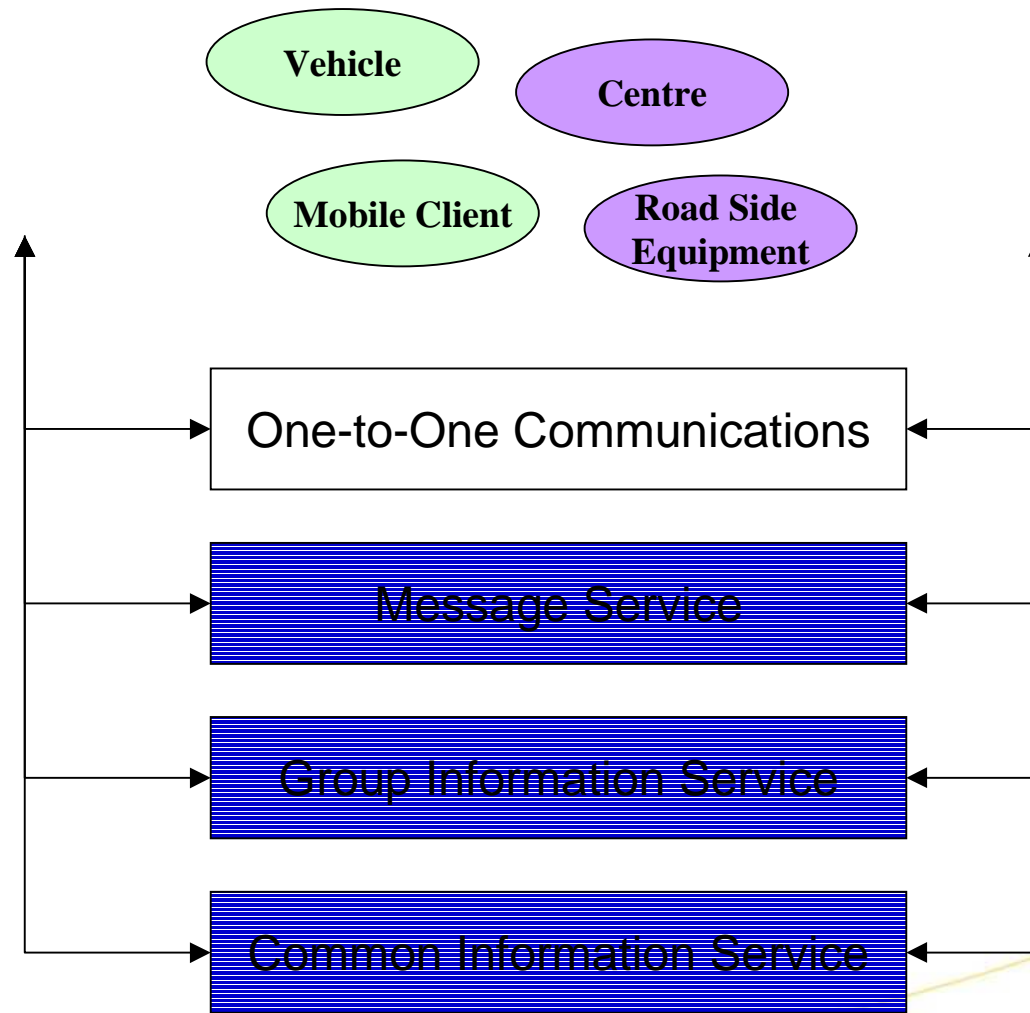 Vehicle
Centre
Mobile Client
Road Side
Equipment
One-to-One Communications
Message Service
Group Information Service
Common Information Service